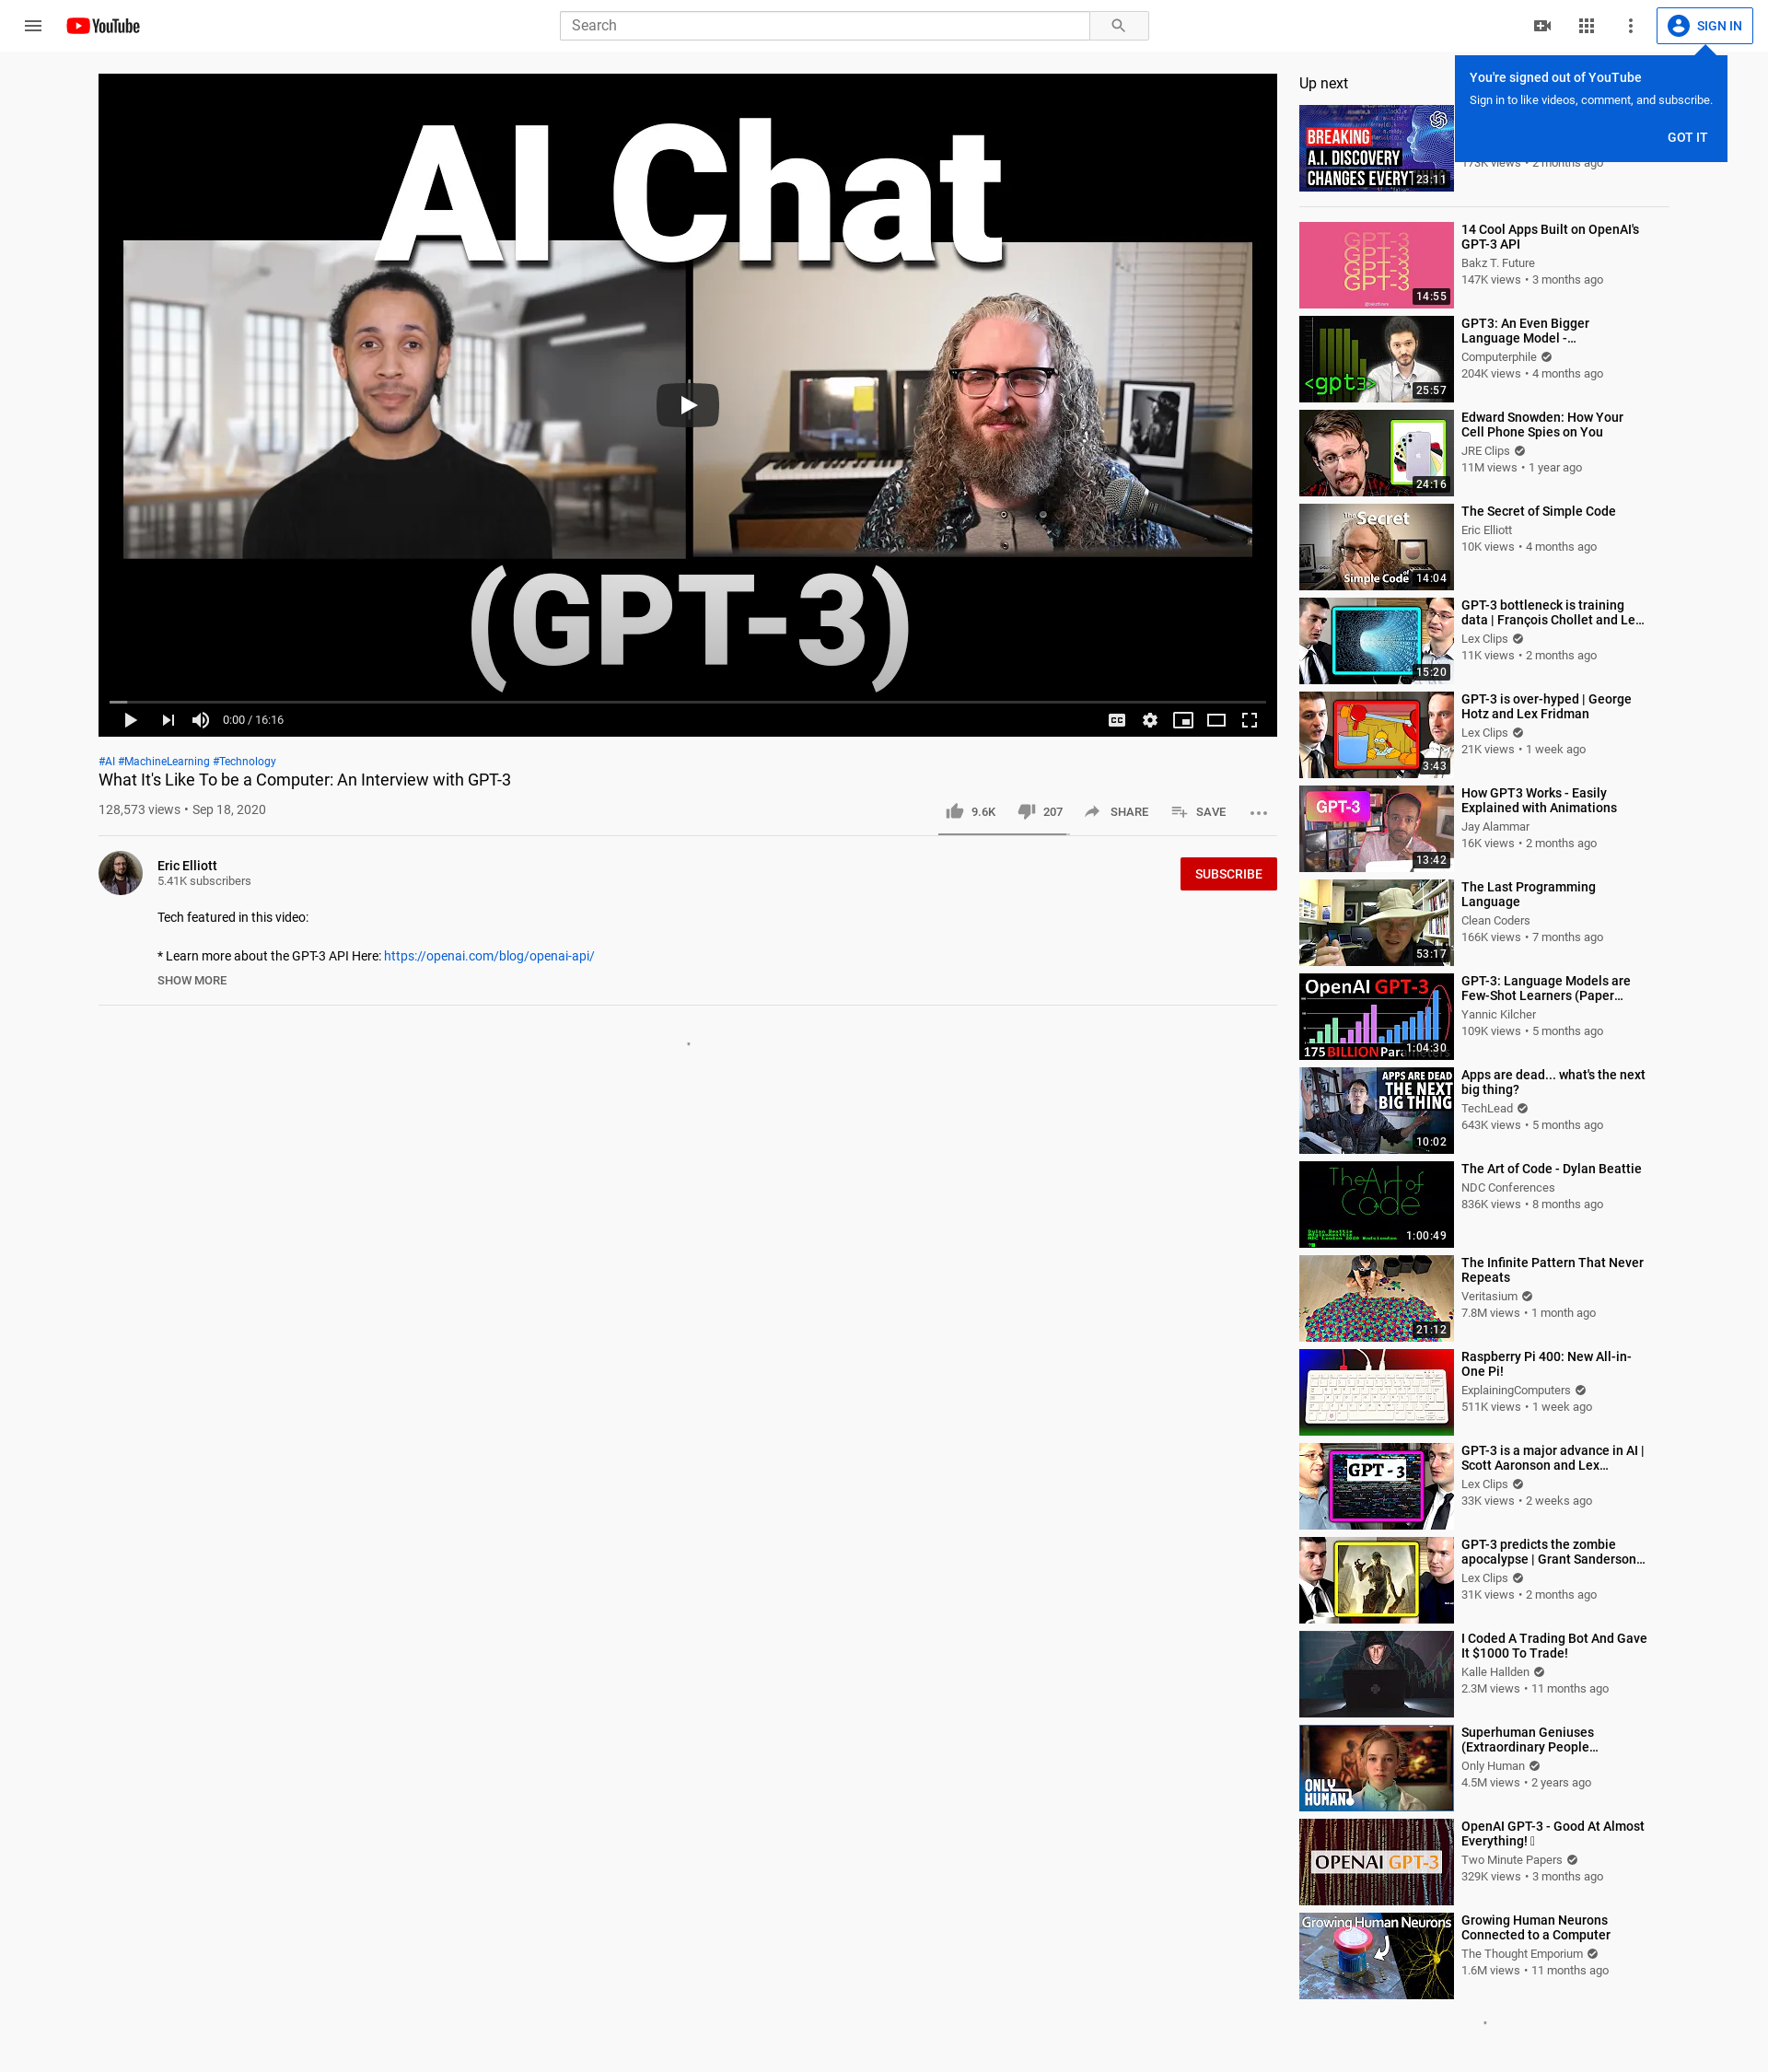 YouTube
Search
SIGN IN
You're signed out of YouTube
Sign in to like videos, comment, and subscribe.
GOT IT
AI Chat
(GPT-3)
0:00 / 16:16
CC
#AI #MachineLearning #Technology
What It's Like To be a Computer: An Interview with GPT-3
128,573 views • Sep 18, 2020
9.6K
207
SHARE
SAVE
Eric Elliott
5.41K subscribers
SUBSCRIBE
Tech featured in this video:
* Learn more about the GPT-3 API Here: https://openai.com/blog/openai-api/
SHOW MORE
Up next
BREAKING
A.I. DISCOVERY
CHANGES
23:11
173K views • 2 months ago
GPT-3
GPT-3
GPT-3
GPT-3
14:55
14 Cool Apps Built on OpenAI's
GPT-3 API
Bakz T. Future
147K views • 3 months ago
<gpt3>
25:57
GPT3: An Even Bigger
Language Model -...
Computerphile
204K views • 4 months ago
24:16
Edward Snowden: How Your
Cell Phone Spies on You
JRE Clips
11M views • 1 year ago
The Secret
of
Simple Code
14:04
The Secret of Simple Code
Eric Elliott
10K views • 4 months ago
15:20
GPT-3 bottleneck is training
data | François Chollet and Le...
Lex Clips
11K views • 2 months ago
3:43
GPT-3 is over-hyped | George
Hotz and Lex Fridman
Lex Clips
21K views • 1 week ago
GPT-3
13:42
How GPT3 Works - Easily
Explained with Animations
Jay Alammar
16K views • 2 months ago
53:17
The Last Programming
Language
Clean Coders
166K views • 7 months ago
OpenAI GPT-3
175 BILLION Parameters
1:04:30
GPT-3: Language Models are
Few-Shot Learners (Paper...
Yannic Kilcher
109K views • 5 months ago
APPS ARE DEAD
THE NEXT
BIG THING
10:02
Apps are dead... what's the next
big thing?
TechLead
643K views • 5 months ago
The Art of
Code
Dylan Beattie
1:00:49
The Art of Code - Dylan Beattie
NDC Conferences
836K views • 8 months ago
21:12
The Infinite Pattern That Never
Repeats
Veritasium
7.8M views • 1 month ago
Raspberry Pi 400: New All-in-
One Pi!
ExplainingComputers
511K views • 1 week ago
GPT - 3
GPT-3 is a major advance in AI |
Scott Aaronson and Lex...
Lex Clips
33K views • 2 weeks ago
GPT-3 predicts the zombie
apocalypse | Grant Sanderson...
Lex Clips
31K views • 2 months ago
I Coded A Trading Bot And Gave
It $1000 To Trade!
Kalle Hallden
2.3M views • 11 months ago
ONLY
HUMAN
Superhuman Geniuses
(Extraordinary People...
Only Human
4.5M views • 2 years ago
OPENAI GPT-3
OpenAI GPT-3 - Good At Almost
Everything!
Two Minute Papers
329K views • 3 months ago
Growing Human Neurons
Growing Human Neurons
Connected to a Computer
The Thought Emporium
1.6M views • 11 months ago